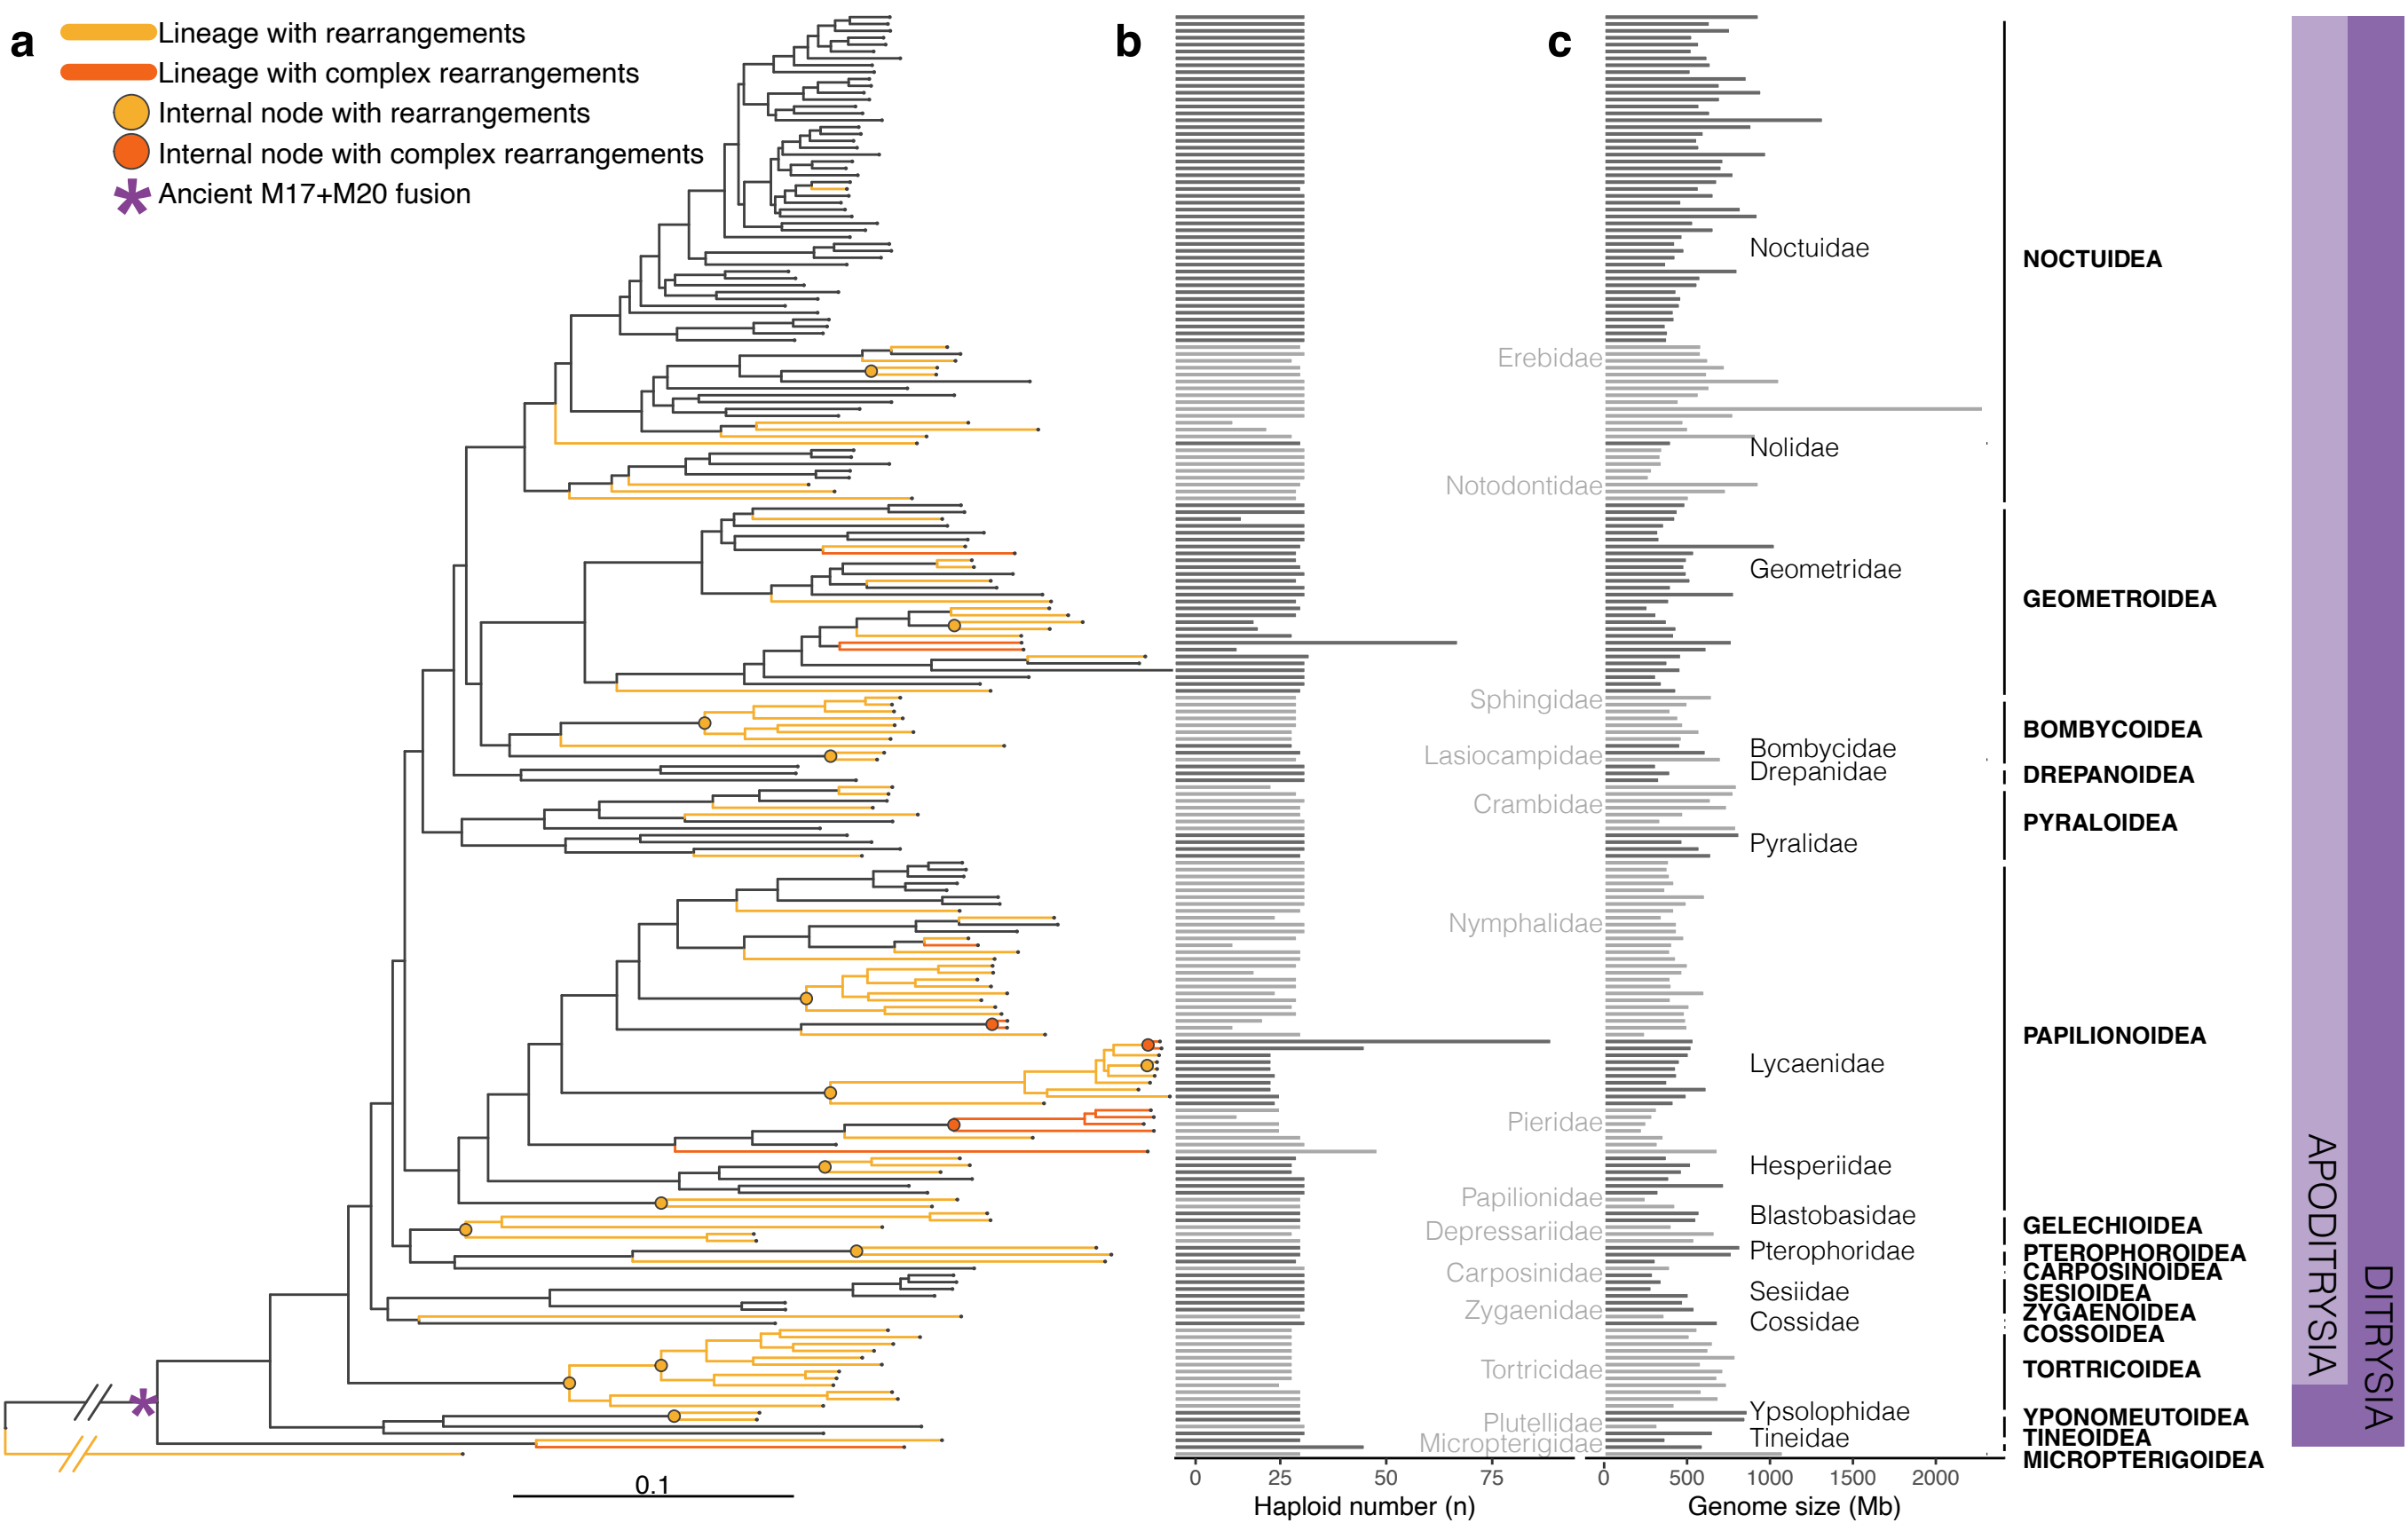 a
Lineage with rearrangements
Lineage with complex rearrangements
Internal node with rearrangements
Internal node with complex rearrangements
* Ancient M17+M20 fusion
*
0.1
b
0 25 50 75
Haploid number (n)
c
Noctuidae
Erebidae
Nolidae
Notodontidae
Geometridae
Sphingidae
Bombycidae
Lasiocampidae
Drepanidae
Crambidae
Pyralidae
Nymphalidae
Lycaenidae
Pieridae
Hesperiidae
Papilionidae
Blastobasidae
Depressariidae
Pterophoridae
Carposinidae
Sesiidae
Zygaenidae
Cossidae
Tortricidae
Ypsolophidae
Plutellidae
Tineidae
Micropterigidae
0 500 1000 1500 2000
Genome size (Mb)
NOCTUIDEA
GEOMETROIDEA
BOMBYCOIDEA
DREPANOIDEA
PYRALOIDEA
PAPILIONOIDEA
GELECHIOIDEA
PTEROPHOROIDEA
CARPOSINOIDEA
SESIOIDEA
ZYGAENOIDEA
COSSOIDEA
TORTRICOIDEA
YPONOMEUTOIDEA
TINEOIDEA
MICROPTERIGOIDEA
APODITRYSIA
DITRYSIA